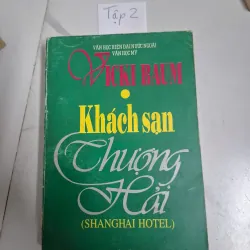 Tập 2
VĂN HỌC HIỆN ĐẠI NƯỚC NGOÀI
VĂN HỌC MỸ
VICKI BAUM
Khách sạn
Thượng
Hải
(SHANGHAI HOTEL)